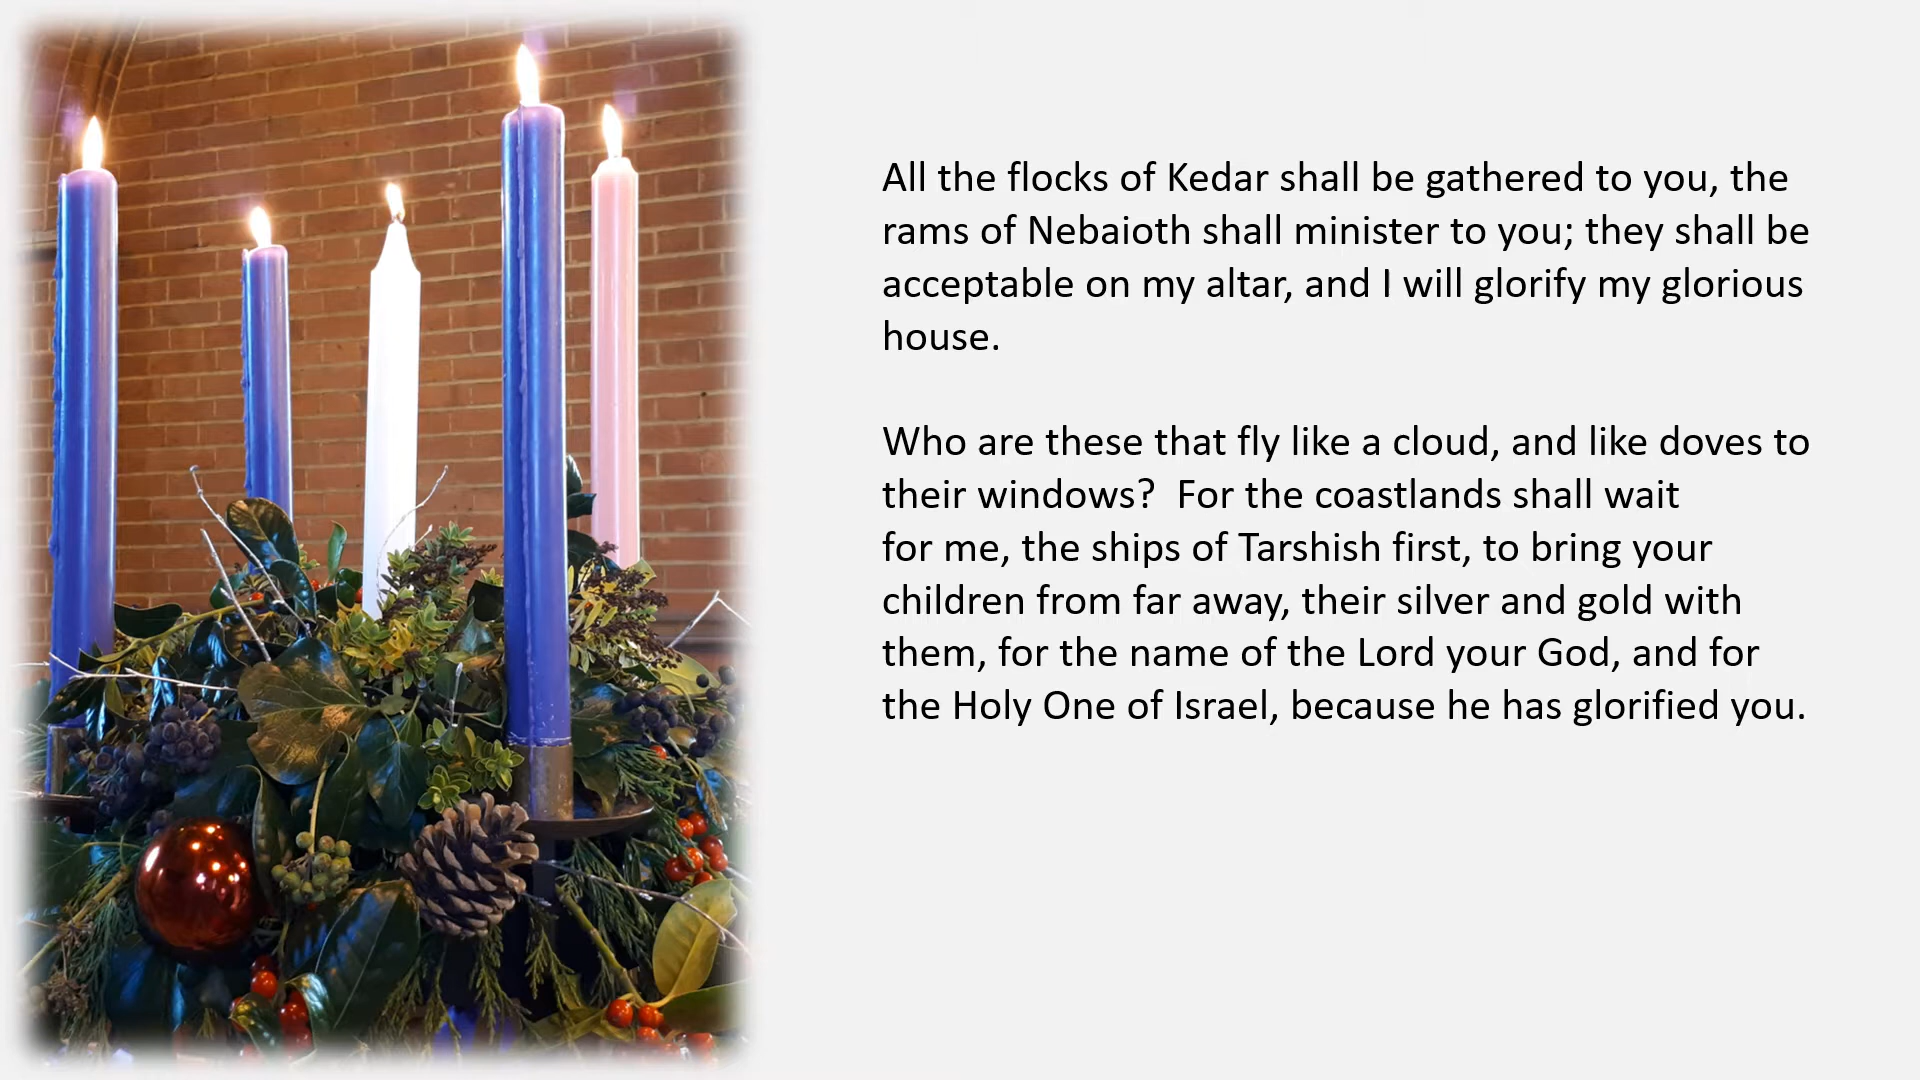 All the flocks of Kedar shall be gathered to you, the
rams of Nebaioth shall minister to you; they shall be
acceptable on my altar, and I will glorify my glorious
house.
Who are these that fly like a cloud, and like doves to
their windows?  For the coastlands shall wait
for me, the ships of Tarshish first, to bring your
children from far away, their silver and gold with
them, for the name of the Lord your God, and for
the Holy One of Israel, because he has glorified you.